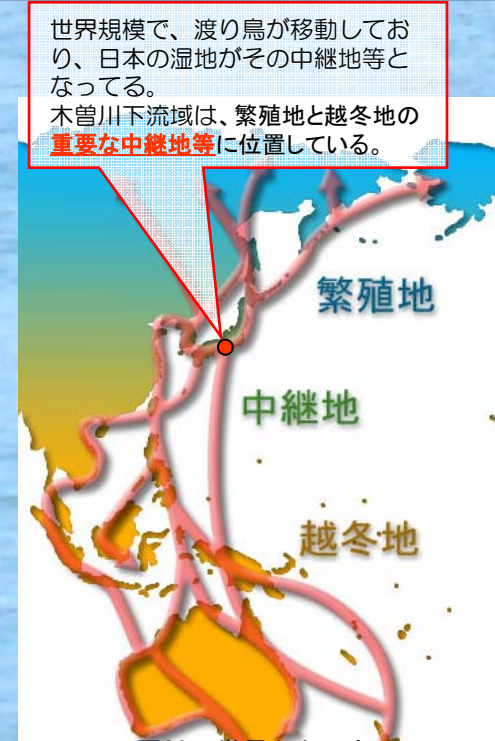 世界規模で、渡り鳥が移動してお
り、日本の湿地がその中継地等と
なってる。
木曽川下流域は、繁殖地と越冬地の
重要な中継地等に位置している。
繁殖地
中継地
越冬地